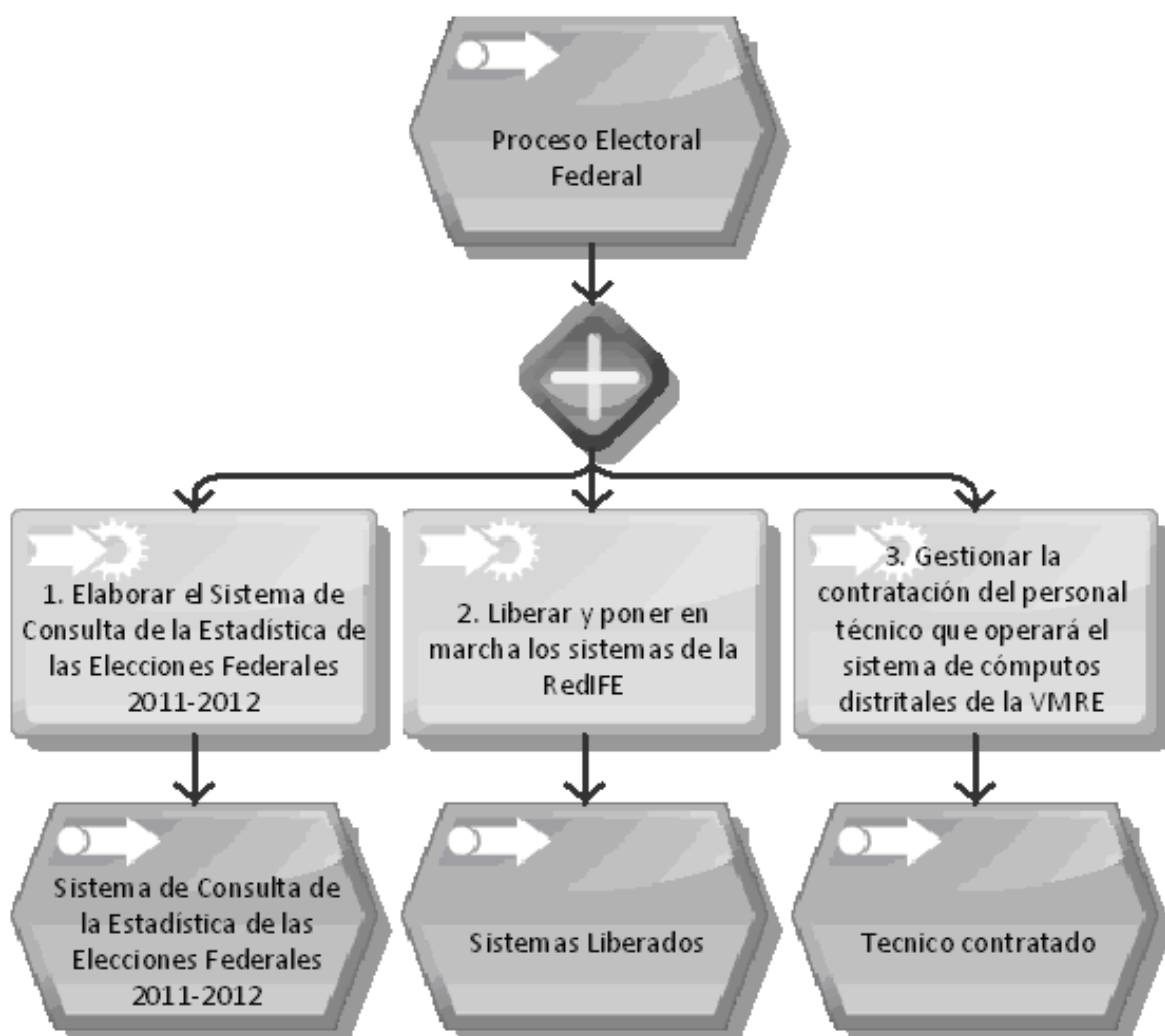 Proceso Electoral
Federal
1. Elaborar el Sistema de
Consulta de la Estadística de
las Elecciones Federales
2011-2012
2. Liberar y poner en
marcha los sistemas de la
RedIFE
3. Gestionar la
contratación del personal
técnico que operará el
sistema de cómputos
distritales de la VMRE
Sistema de Consulta de
la Estadística de las
Elecciones Federales
2011-2012
Sistemas Liberados
Tecnico contratado